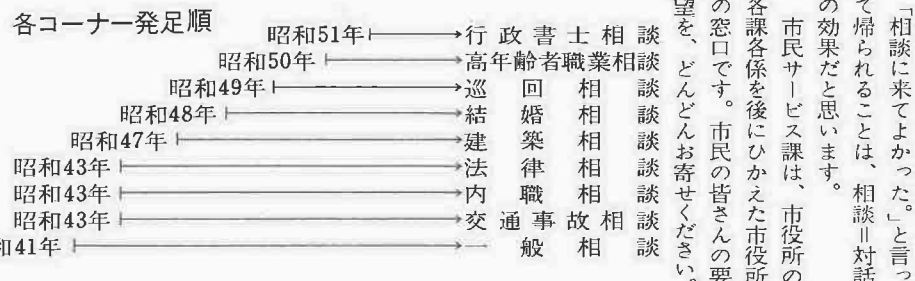 「相談に来てよかった。」と言っ
て帰られることは、相談＝対話
の効果だと思います。
市民サービス課は、市役所の
各課各係を後にひかえた市役所
の窓口です。市民の皆さんの要
望を、どんどんお寄せください。
各コーナー発足順
昭和51年→行政書士相談
昭和50年→高年齢者職業相談
昭和49年→巡回相談
昭和48年→結婚相談
昭和47年→建築相談
昭和43年→法律相談
昭和43年→内職相談
昭和43年→交通事故相談
和41年→一般相談